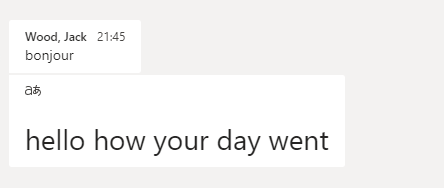 Wood, Jack 21:45
bonjour
aあ
hello how your day went